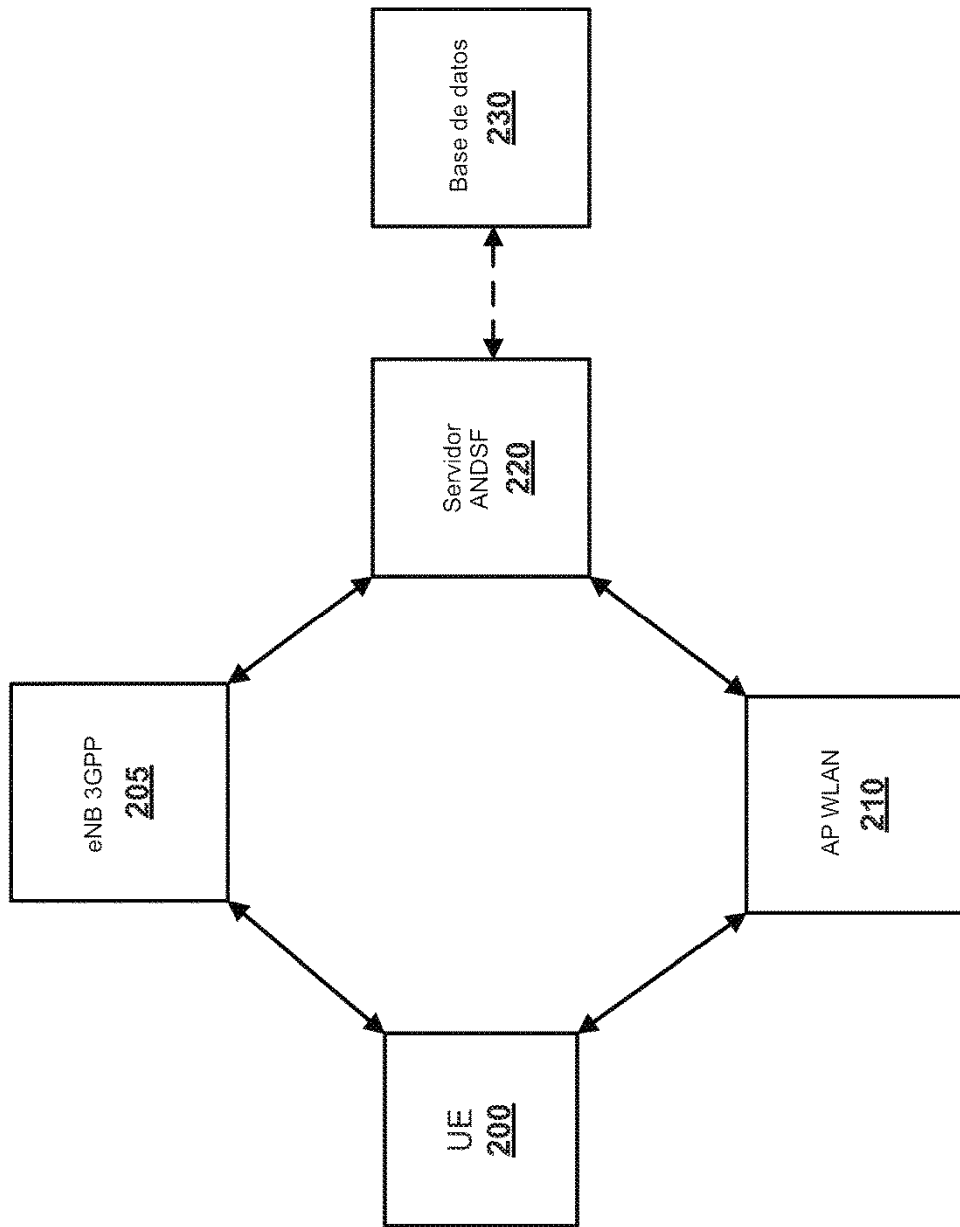 eNB 3GPP
205
UE
200
Servidor
ANDSF
220
Base de datos
230
AP WLAN
210